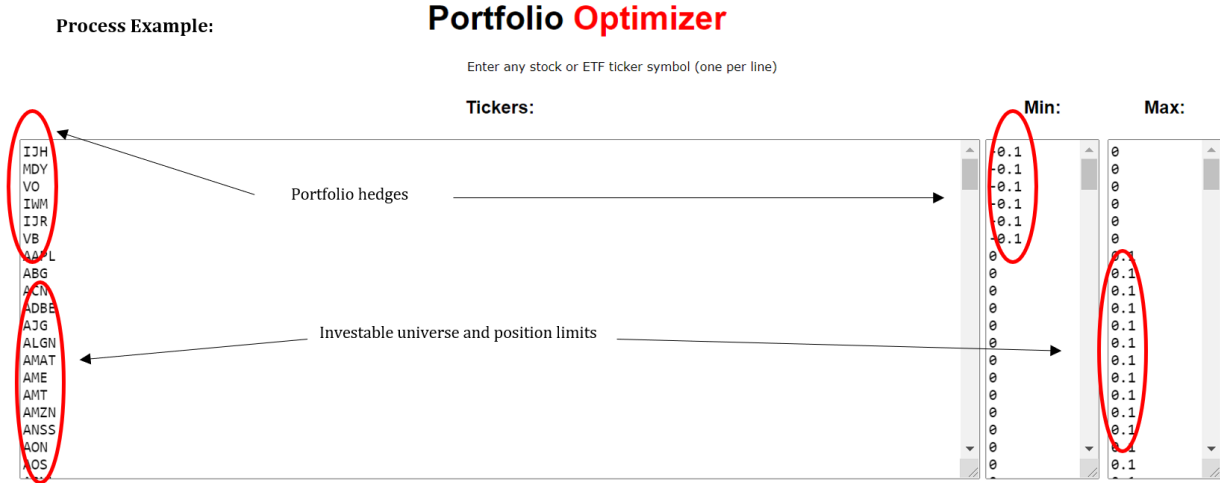 Process Example:
Portfolio Optimizer
Enter any stock or ETF ticker symbol (one per line)
Tickers:
Min:
Max:
IJH -0.1 0
MDY -0.1 0
VO -0.1 0
IWM -0.1 0
IJR -0.1 0
VB -0.1 0
AAPL 0 0.1
ABG 0 0.1
ACN 0 0.1
ADBE 0 0.1
AJG 0 0.1
ALGN 0 0.1
AMAT 0 0.1
AME 0 0.1
AMT 0 0.1
AMZN 0 0.1
ANSS 0 0.1
AON 0 0.1
AOS 0 0.1
Portfolio hedges
Investable universe and position limits